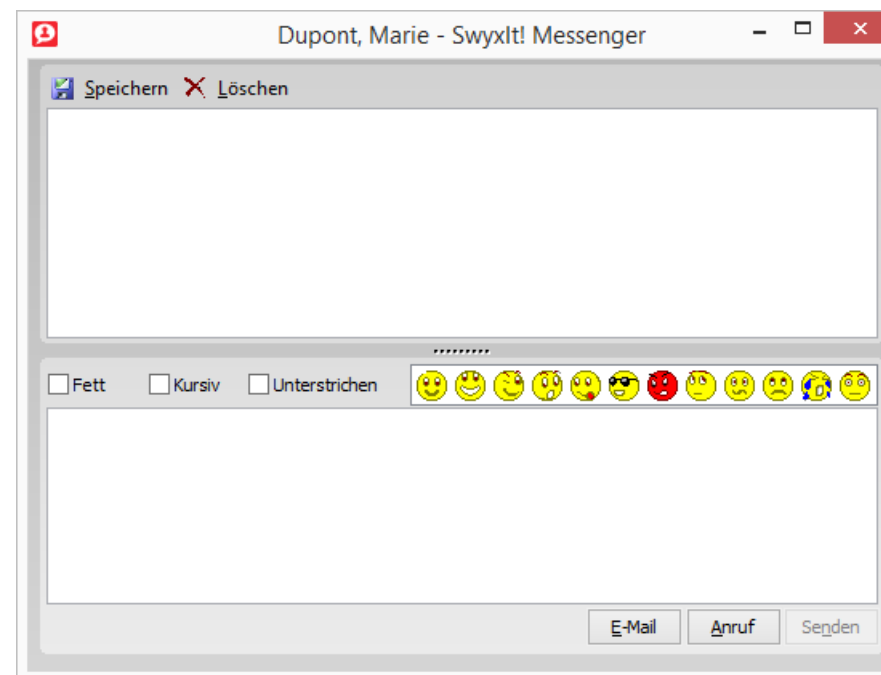 Dupont, Marie - SwyxIt! Messenger
Speichern Löschen
Fett Kursiv Unterstrichen
E-Mail Anruf Senden